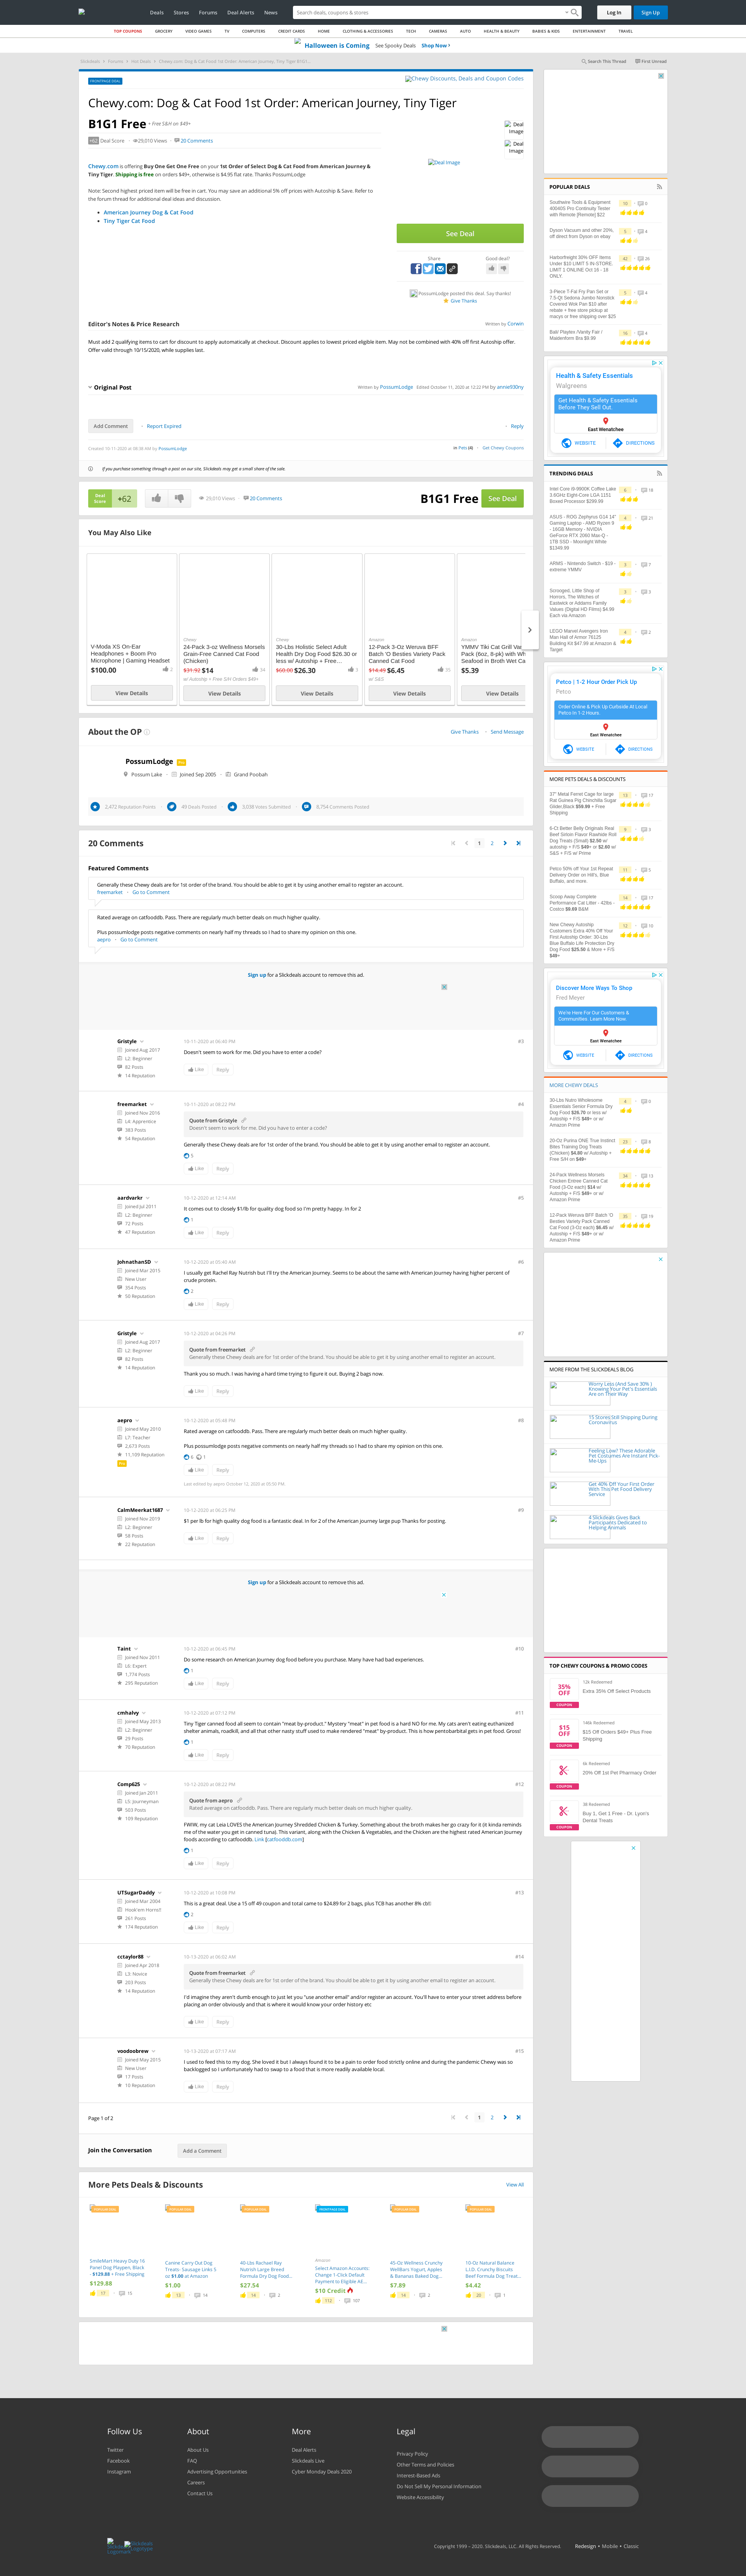 Deals Stores Forums Deal Alerts News
Search deals, coupons & stores
Log In Sign Up
TOP COUPONS GROCERY VIDEO GAMES TV COMPUTERS CREDIT CARDS HOME CLOTHING & ACCESSORIES TECH CAMERAS AUTO HEALTH & BEAUTY BABIES & KIDS ENTERTAINMENT TRAVEL
Halloween is Coming See Spooky Deals Shop Now ›
Slickdeals Forums Hot Deals Chewy.com: Dog & Cat Food 1st Order: American Journey, Tiny Tiger B1G1...
Search This Thread First Unread
FRONTPAGE DEAL
Chewy Discounts, Deals and Coupon Codes
Chewy.com: Dog & Cat Food 1st Order: American Journey, Tiny Tiger
B1G1 Free + Free S&H on $49+
+62 Deal Score 29,010 Views 20 Comments
Deal Image
Deal Image
Deal Image
Chewy.com is offering Buy One Get One Free on your 1st Order of Select Dog & Cat Food from American Journey &
Tiny Tiger. Shipping is free on orders $49+, otherwise is $4.95 flat rate. Thanks PossumLodge
Note: Second highest priced item will be free in cart. You may save an additional 5% off prices with Autoship & Save. Refer to
the forum thread for additional ideas and store discussion.
American Journey Dog & Cat Food
Tiny Tiger Cat Food
See Deal
Share Good deal?
PossumLodge posted this deal. Say thanks!
Give Thanks
Editor's Notes & Price Research Written by Corwin
Must add 2 qualifying items to cart for discount to apply automatically at checkout. Discount applies to lowest priced eligible item. May not be combined with 40% off first Autoship offer.
Offer valid through 10/15/2020, while supplies last.
Original Post Written by PossumLodge Edited October 11, 2020 at 12:22 PM by annie930ny
Add Comment Report Expired Reply
Created 10-11-2020 at 08:36 AM by PossumLodge
in Pets (4) Get Chewy Coupons
If you purchase something through a post on our site, Slickdeals may get a small share of the sale.
Deal Score +62 29,010 Views 20 Comments B1G1 Free See Deal
You May Also Like
V-Moda XS On-Ear Headphones + Boom Pro Microphone | Gaming Headset
$100.00 2
View Details
Chewy
24-Pack 3-oz Wellness Morsels Grain-Free Canned Cat Food (Chicken)
$31.92 $14 34
w/ Autoship + Free S/H Orders $49+
View Details
Chewy
30-Lbs Holistic Select Adult Health Dry Dog Food $26.30 or less w/ Autoship + Free...
$60.00 $26.30 3
View Details
Amazon
12-Pack 3-Oz Weruva BFF Batch 'O Besties Variety Pack Canned Cat Food
$14.49 $6.45 35
w/ S&S
View Details
Amazon
YMMV Tiki Cat Grill Var
Pack (6oz, 8-pk) with Wh
Seafood in Broth Wet Ca
$5.39
View Details
About the OP Give Thanks Send Message
PossumLodge Pro
Possum Lake Joined Sep 2005 Grand Poobah
2,472 Reputation Points 49 Deals Posted 3,038 Votes Submitted 8,754 Comments Posted
20 Comments 1 2
Featured Comments
Generally these Chewy deals are for 1st order of the brand. You should be able to get it by using another email to register an account.
freemarket Go to Comment
Rated average on catfooddb. Pass. There are regularly much better deals on much higher quality.
Plus possumlodge posts negative comments on nearly half my threads so I had to share my opinion on this one.
aepro Go to Comment
Sign up for a Slickdeals account to remove this ad.
Gristyle 10-11-2020 at 06:40 PM #3
Joined Aug 2017
L2: Beginner
82 Posts
14 Reputation
Doesn't seem to work for me. Did you have to enter a code?
Like Reply
freemarket 10-11-2020 at 08:22 PM #4
Joined Nov 2016
L4: Apprentice
382 Posts
54 Reputation
Quote from Gristyle
Doesn't seem to work for me. Did you have to enter a code?
Generally these Chewy deals are for 1st order of the brand. You should be able to get it by using another email to register an account.
5
Like Reply
aardvarkr 10-12-2020 at 12:14 AM #5
Joined Jul 2011
L2: Beginner
72 Posts
47 Reputation
It comes out to closely $1/lb for quality dog food so I'm pretty happy. In for 2
1
Like Reply
JohnathanSD 10-12-2020 at 05:40 AM #6
Joined Mar 2015
New User
354 Posts
50 Reputation
I usually get Rachel Ray Nutrish but I'll try the American Journey. Seems to be about the same with American Journey having higher percent of
crude protein.
2
Like Reply
Gristyle 10-12-2020 at 04:26 PM #7
Joined Aug 2017
L2: Beginner
82 Posts
14 Reputation
Quote from freemarket
Generally these Chewy deals are for 1st order of the brand. You should be able to get it by using another email to register an account.
Thank you so much. I was having a hard time trying to figure it out. Buying 2 bags now.
Like Reply
aepro 10-12-2020 at 05:48 PM #8
Joined May 2010
L7: Teacher
2,673 Posts
11,109 Reputation
Pro
Rated average on catfooddb. Pass. There are regularly much better deals on much higher quality.
Plus possumlodge posts negative comments on nearly half my threads so I had to share my opinion on this one.
6 1
Like Reply
Last edited by aepro October 12, 2020 at 05:50 PM.
CalmMeerkat1687 10-12-2020 at 06:25 PM #9
Joined Nov 2019
L2: Beginner
58 Posts
22 Reputation
$1 per lb for high quality dog food is a fantastic deal. In for 2 of the American journey large pup Thanks for posting.
Like Reply
Sign up for a Slickdeals account to remove this ad.
Taint 10-12-2020 at 06:45 PM #10
Joined Nov 2011
L6: Expert
1,774 Posts
295 Reputation
Do some research on American Journey dog food before you purchase. Many have had bad experiences.
1
Like Reply
cmhalvy 10-12-2020 at 07:12 PM #11
Joined May 2013
L2: Beginner
29 Posts
70 Reputation
Tiny Tiger canned food all seem to contain "meat by-product." Mystery "meat" in pet food is a hard NO for me. My cats aren't eating euthanized
shelter animals, roadkill, and all that other nasty stuff used to make rendered "meat" by-product. This is how pentobarbital gets in pet food. Gross!
1
Like Reply
Comp625 10-12-2020 at 08:22 PM #12
Joined Jan 2011
L5: Journeyman
503 Posts
109 Reputation
Quote from aepro
Rated average on catfooddb. Pass. There are regularly much better deals on much higher quality.
FWIW, my cat Leia LOVES the American Journey Shredded Chicken & Turkey: Something about the broth makes her go crazy for it (it kinda reminds
me of the water you get in canned tuna). This variety, along with the Chicken & Vegetables, and the Chicken are the highest rated American Journey
foods according to catfooddb. Link [catfooddb.com]
1
Like Reply
UTSugarDaddy 10-12-2020 at 10:08 PM #13
Joined Mar 2004
Hook'em Horns!!
261 Posts
174 Reputation
This is a great deal. Use a 15 off 49 coupon and total came to $24.89 for 2 bags, plus TCB has another 8% cb!!
2
Like Reply
cctaylor88 10-13-2020 at 06:02 AM #14
Joined Apr 2018
L3: Novice
203 Posts
14 Reputation
Quote from freemarket
Generally these Chewy deals are for 1st order of the brand. You should be able to get it by using another email to register an account.
I'd imagine they aren't dumb enough to just let you "use another email" and/or register an account. You'll have to enter your street address before
placing an order obviously and that is where it would know your order history etc
Like Reply
voodoobrew 10-13-2020 at 07:17 AM #15
Joined May 2015
New User
17 Posts
10 Reputation
I used to feed this to my dog. She loved it but I always found it to be a pain to order food strictly online and during the pandemic Chewy was so
backlogged I unfortunately had to swap to a food that is more readily available local.
Like Reply
Page 1 of 2 1 2
Join the Conversation Add a Comment
More Pets Deals & Discounts View All
POPULAR DEAL
SmileMart Heavy Duty 16 Panel Dog Playpen, Black - $129.88 + Free Shipping
$129.88
17 15
POPULAR DEAL
Canine Carry Out Dog Treats- Sausage Links 5 oz $1.00 at Amazon
$1.00
13 14
POPULAR DEAL
40-Lbs Rachael Ray Nutrish Large Breed Formula Dry Dog Food...
$27.54
14 2
FRONTPAGE DEAL
Amazon
Select Amazon Accounts: Change 1-Click Default Payment to Eligible AE...
$10 Credit
112 107
POPULAR DEAL
45-Oz Wellness Crunchy WellBars Yogurt, Apples & Bananas Baked Dog...
$7.89
14 2
POPULAR DEAL
10-Oz Natural Balance L.I.D. Crunchy Biscuits Beef Formula Dog Treat...
$4.42
20 1
POPULAR DEALS
Southwire Tools & Equipment 40040S Pro Continuity Tester with Remote [Remote] $22
10 0
Dyson Vacuum and other 20% off direct from Dyson on ebay
5 4
Harborfreight 30% OFF Items Under $10 LIMIT 5 IN-STORE. LIMIT 1 ONLINE Oct 16 - 18 ONLY.
42 26
3-Piece T-Fal Fry Pan Set or 7.5-Qt Sedona Jumbo Nonstick Covered Wok Pan $10 after rebate + free store pickup at macys or free shipping over $25
5 4
Bali/ Playtex /Vanity Fair / Maidenform Bra $9.99
16 4
Health & Safety Essentials
Walgreens
Get Health & Safety Essentials Before They Sell Out.
East Wenatchee
WEBSITE DIRECTIONS
TRENDING DEALS
Intel Core i9-9900K Coffee Lake 3.6GHz Eight-Core LGA 1151 Boxed Processor $299.99
6 18
ASUS - ROG Zephyrus G14 14" Gaming Laptop - AMD Ryzen 9 - 16GB Memory - NVIDIA GeForce RTX 2060 Max-Q - 1TB SSD - Moonlight White $1349.99
4 21
ARMS - Nintendo Switch - $19 - extreme YMMV
3 7
Scrooged, Little Shop of Horrors, The Witches of Eastwick or Addams Family Values (Digital HD Films) $4.99 Each via Amazon
3 3
LEGO Marvel Avengers Iron Man Hall of Armor 76125 Building Kit $47.99 at Amazon & Target
4 2
Petco | 1-2 Hour Order Pick Up
Petco
Order Online & Pick Up Curbside At Local Petco In 1-2 Hours
East Wenatchee
WEBSITE DIRECTIONS
MORE PETS DEALS & DISCOUNTS
37" Metal Ferret Cage for large Rat Guinea Pig Chinchilla Sugar Glider,Black $59.99 + Free Shipping
13 17
6-Ct Better Belly Originals Real Beef Sirloin Flavor Rawhide Roll Dog Treats (Small) $2.50 w/ autoship + F/S $49+ or $2.60 w/ S&S + F/S w/ Prime
9 3
Petco 50% off Your 1st Repeat Delivery Order on Hill's, Blue Buffalo, and more.
11 5
Scoop Away Complete Performance Cat Litter - 42lbs - Costco $9.69 B&M
14 17
New Chewy Autoship Customers Extra 40% Off Your First Autoship Order: 30-Lbs Blue Buffalo Life Protection Dry Dog Food $25.50 & More + F/S $49+
12 19
Discover More Ways To Shop
Fred Meyer
We're Here For Our Customers & Communities. Learn More Now.
East Wenatchee
WEBSITE DIRECTIONS
MORE CHEWY DEALS
30-Lbs Nutro Wholesome Essentials Senior Formula Dry Dog Food $28.70 or less w/ Autoship + F/S $49+ or w/ Amazon Prime
4 0
20-Oz Purina ONE True Instinct Bites Training Dog Treats (Chicken) $4.80 w/ Autoship + Free S/H on $49+
23 8
24-Pack Wellness Morsels Chicken Entree Canned Cat Food (3-Oz each) $14 w/ Autoship + F/S $49+ or w/ Amazon Prime
34 13
12-Pack Weruva BFF Batch 'O Besties Variety Pack Canned Cat Food (3-Oz each) $6.45 w/ Autoship + F/S $49+ or w/ Amazon Prime
35 19
MORE FROM THE SLICKDEALS BLOG
Worry Less (And Save 30% ) Knowing Your Pet's Essentials Are on Their Way
15 Stores Still Shipping During Coronavirus
Feeling Low? These Adorable Pet Costumes Are Instant Pick-Me-Ups
Get 40% Off Your First Order With This Pet Food Delivery Service
4 Slickdeals Gives Back Participants Dedicated to Helping Animals
TOP CHEWY COUPONS & PROMO CODES
35% OFF COUPON
12k Redeemed
Extra 35% Off Select Products
$15 OFF COUPON
146k Redeemed
$15 Off Orders $49+ Plus Free Shipping
COUPON
6k Redeemed
20% Off 1st Pet Pharmacy Order
COUPON
38 Redeemed
Buy 1, Get 1 Free - Dr. Lyon's Dental Treats
Follow Us
Twitter
Facebook
Instagram
About
About Us
FAQ
Advertising Opportunities
Careers
Contact Us
More
Deal Alerts
Slickdeals Live
Cyber Monday Deals 2020
Legal
Privacy Policy
Other Terms and Policies
Interest-Based Ads
Do Not Sell My Personal Information
Website Accessibility
Copyright 1999 - 2020. Slickdeals, LLC. All Rights Reserved. Redesign • Mobile • Classic